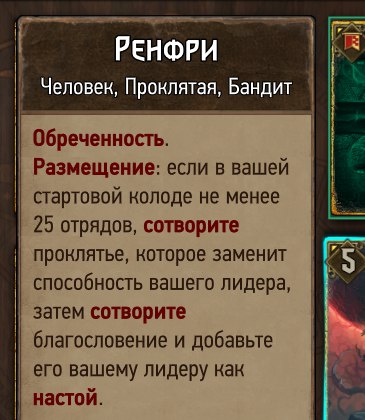 Ренфри
Человек, Проклятая, Бандит
Обреченность.
Размещение: если в вашей
стартовой колоде не менее
25 отрядов, сотворите
проклятье, которое заменит
способность вашего лидера,
затем сотворите
благословение и добавьте
его вашему лидеру как
настой.
5